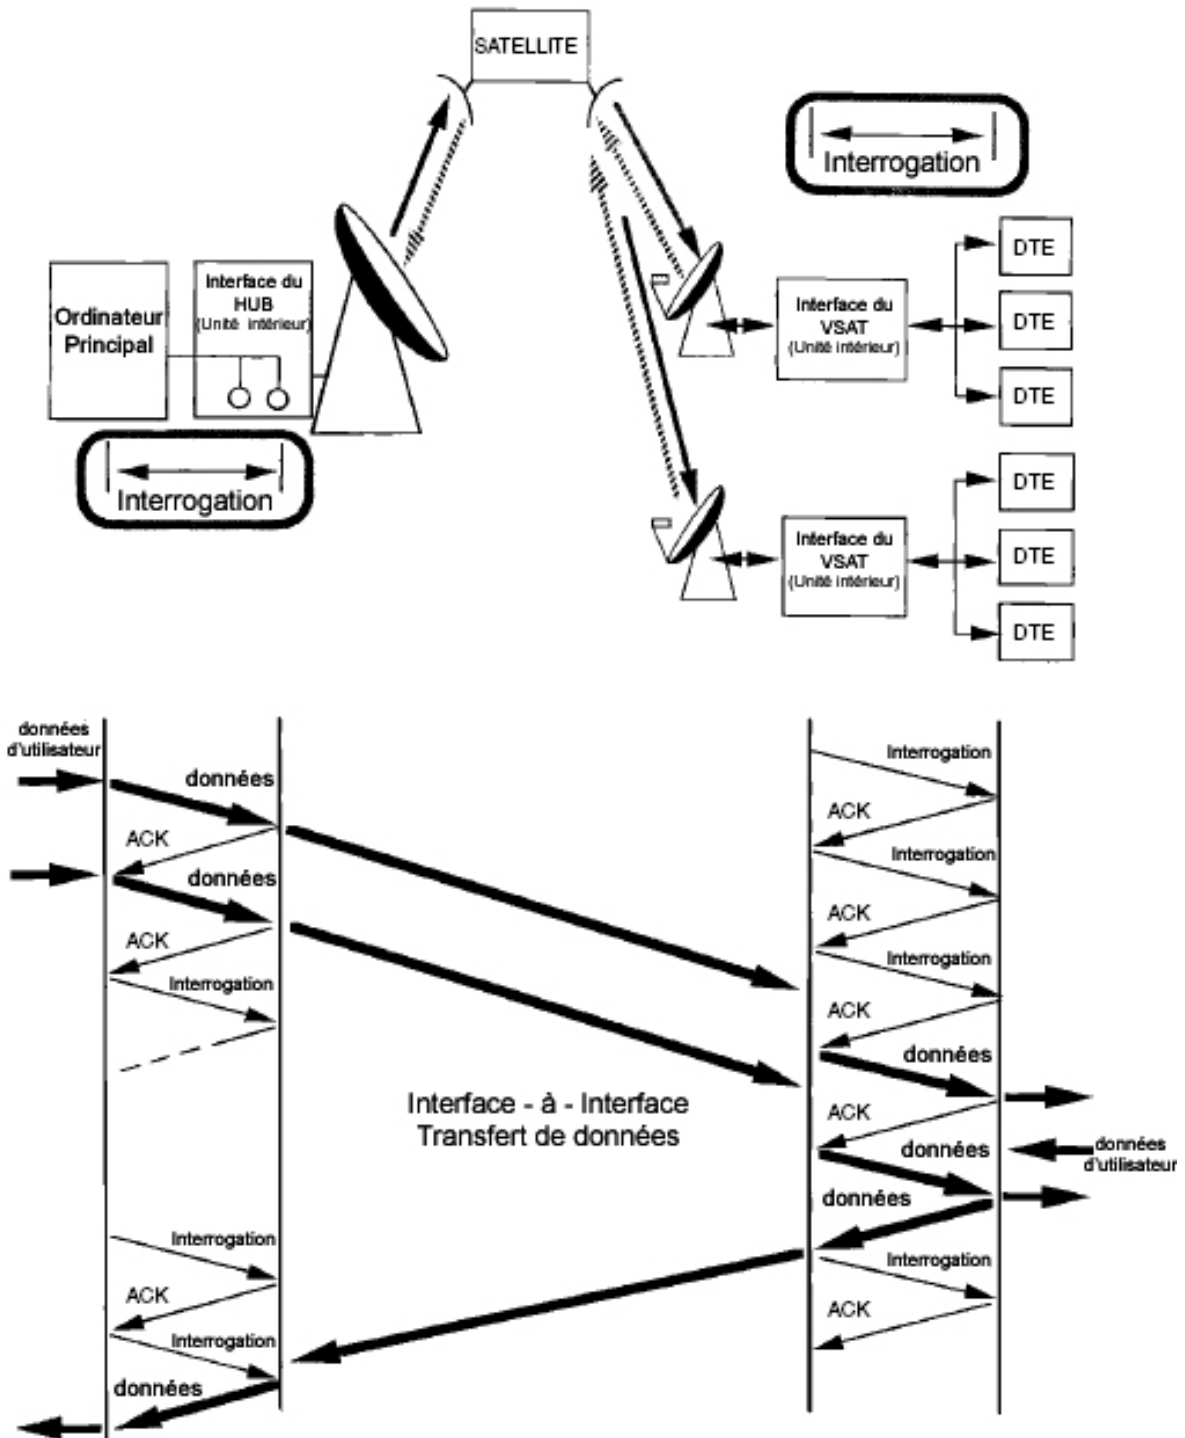 SATELLITE
Interrogation
Ordinateur
Principal
Interface du
HUB
(Unité intérieur)
Interrogation
Interface du
VSAT
(Unité intérieur)
DTE
DTE
DTE
Interface du
VSAT
(Unité intérieur)
DTE
DTE
DTE
données
d'utilisateur
données
ACK
données
ACK
Interrogation
Interrogation
ACK
Interrogation
ACK
Interrogation
ACK
données
ACK
données
données
d'utilisateur
données
Interrogation
ACK
Interface - à - Interface
Transfert de données
Interrogation
ACK
Interrogation
données